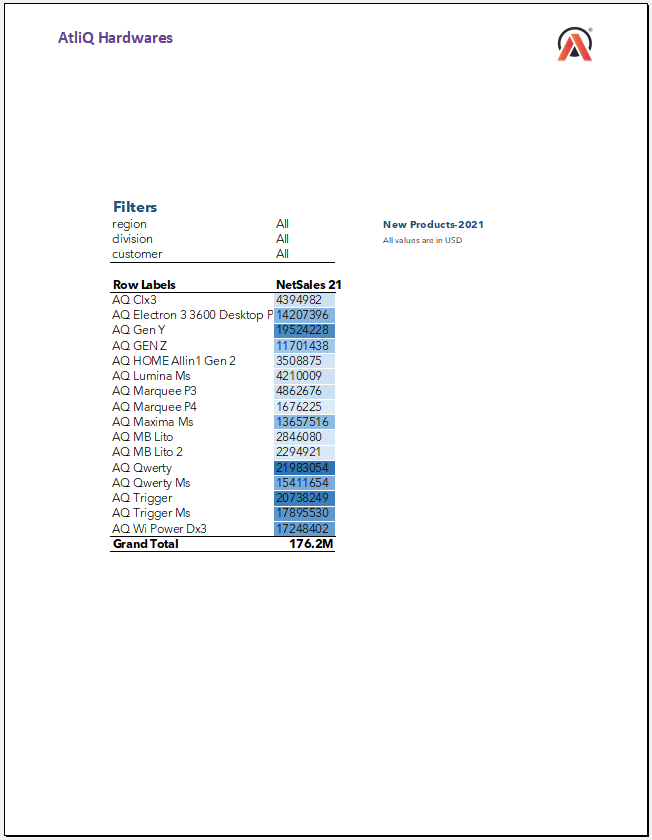 AtliQ Hardwares
Filters
region All New Products-2021
division All All values are in USD
customer All
Row Labels NetSales 21
AQ Clx3 4394982
AQ Electron 3 3600 Desktop P 14207396
AQ Gen Y 19524228
AQ GEN Z 11701438
AQ HOME Allin1 Gen 2 3508875
AQ Lumina Ms 4210009
AQ Marquee P3 4862676
AQ Marquee P4 1676225
AQ Maxima Ms 13657516
AQ MB Lito 2846080
AQ MB Lito 2 2294921
AQ Qwerty 21983054
AQ Qwerty Ms 15411654
AQ Trigger 20738249
AQ Trigger Ms 17895530
AQ Wi Power Dx3 17248402
Grand Total 176.2M